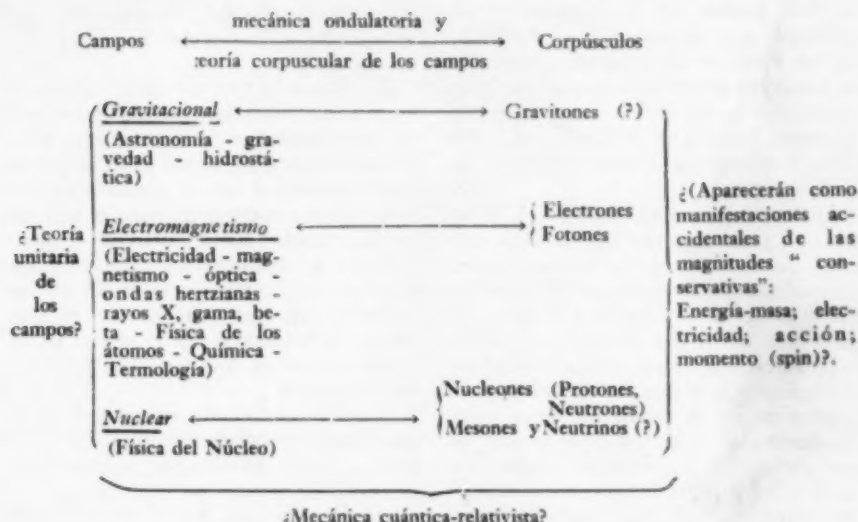 mecánica ondulatoria y
Campos Corpúsculos
teoría corpuscular de los campos
Gravitacional Gravitones (?)
(Astronomía - gra-
vedad - hidrostá-
tica)
¿Teoría
unitaria
de
los
campos?
Electromagnetismo
Electrones
Fotones
(Electricidad - mag-
netismo - óptica -
ondas hertzianas -
rayos X, gama, be-
ta - Física de los
átomos - Química -
Termología)
Nuclear
Nucleones (Protones,
Neutrones)
Mesones y Neutrinos (?)
(Física del Núcleo)
¿(Aparecerán como
manifestaciones ac-
cidentales de las
magnitudes " con-
servativas":
Energía-masa; elec-
tricidad; acción;
momento (spin)?.
¿Mecánica cuántica-relativista?